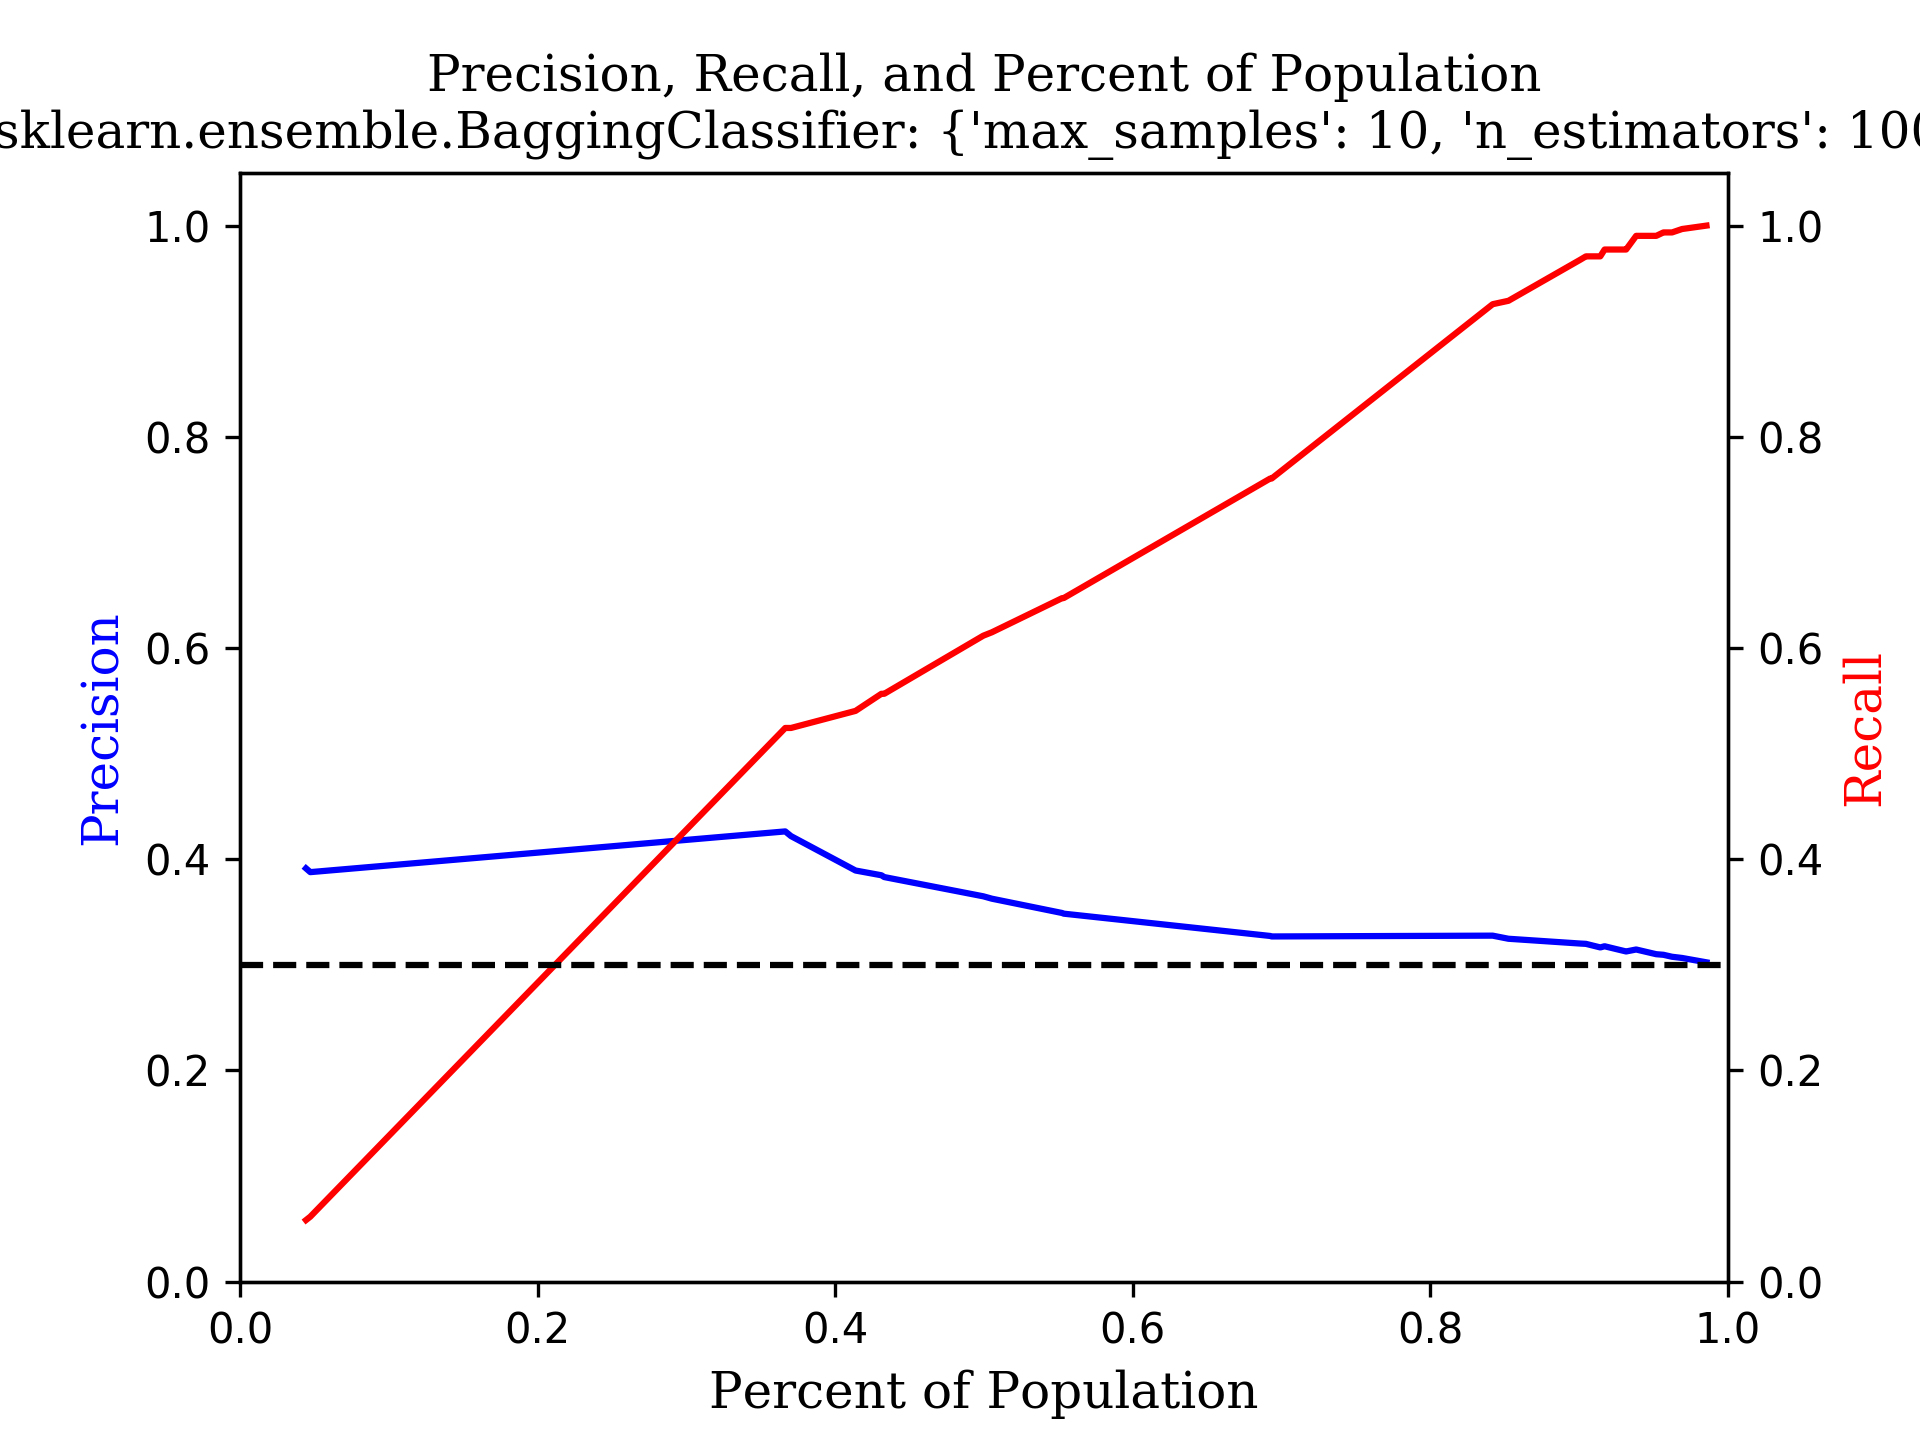 Precision, Recall, and Percent of Population
sklearn.ensemble.BaggingClassifier: {'max_samples': 10, 'n_estimators': 100
1.0
0.8
0.6
0.4
0.2
0.0
Precision
1.0
0.8
0.6
0.4
0.2
0.0
Recall
0.0 0.2 0.4 0.6 0.8 1.0
Percent of Population